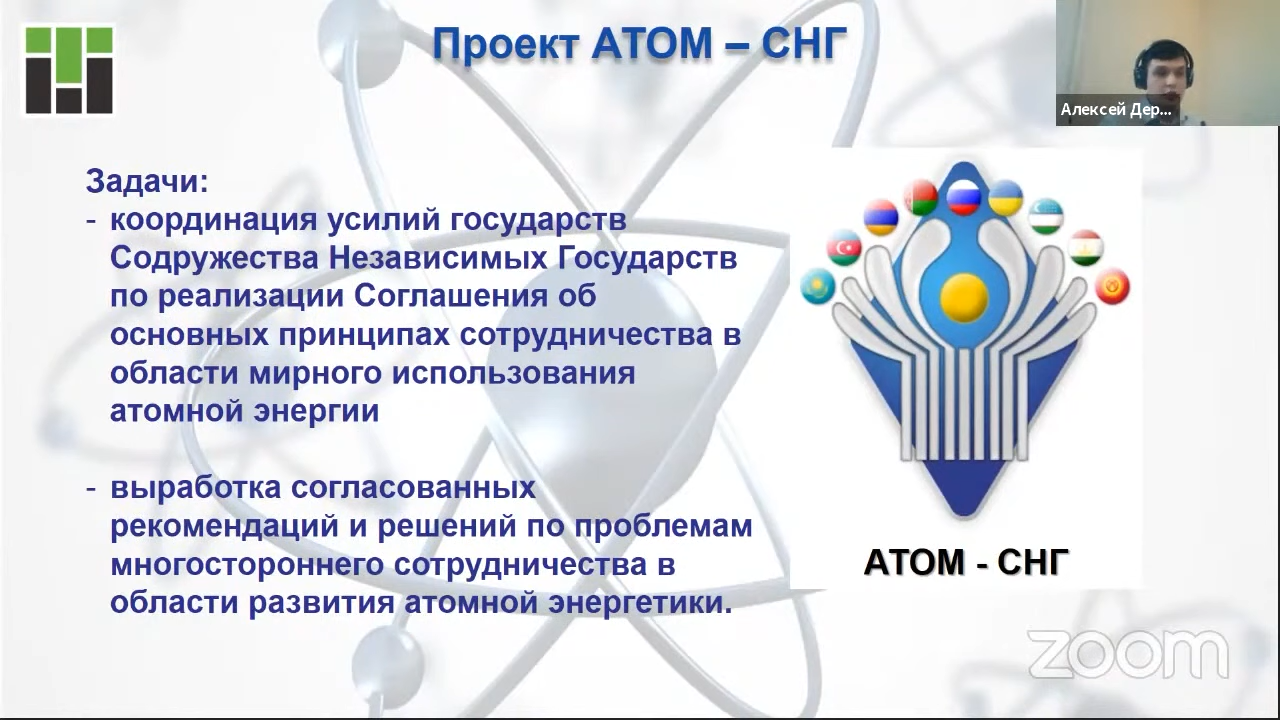 Проект АТОМ – СНГ
Алексей Дер...
Задачи:
- координация усилий государств
Содружества Независимых Государств
по реализации Соглашения об
основных принципах сотрудничества в
области мирного использования
атомной энергии
- выработка согласованных
рекомендаций и решений по проблемам
многостороннего сотрудничества в
области развития атомной энергетики.
АТОМ - СНГ
zoom